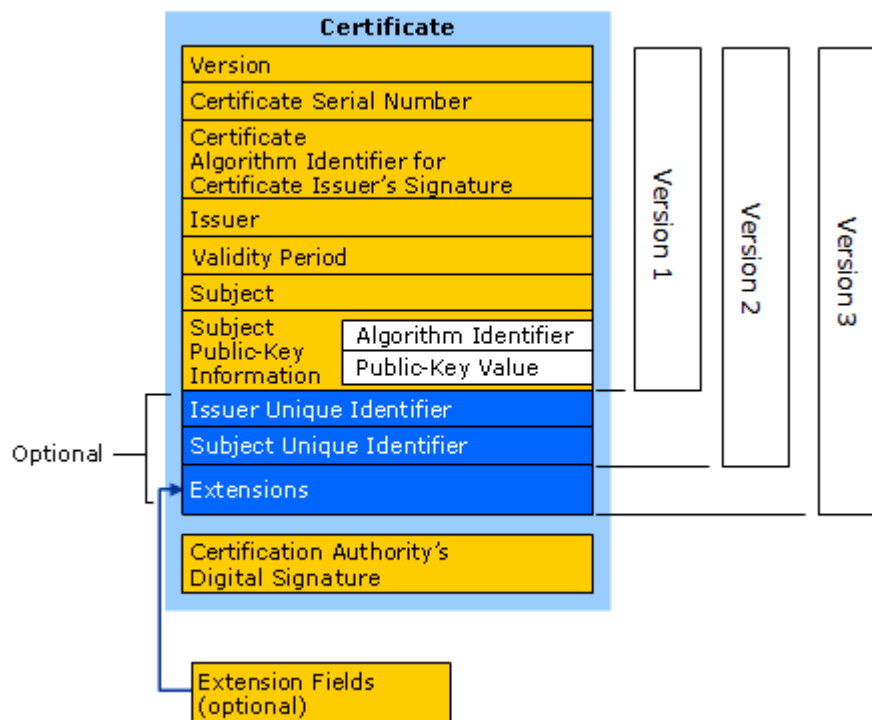 Certificate
Version
Certificate Serial Number
Certificate
Algorithm Identifier for
Certificate Issuer's Signature
Issuer
Validity Period
Subject
Subject
Public-Key
Information
Algorithm Identifier
Public-Key Value
Issuer Unique Identifier
Subject Unique Identifier
Extensions
Optional
Certification Authority's
Digital Signature
Extension Fields
(optional)
Version 1
Version 2
Version 3